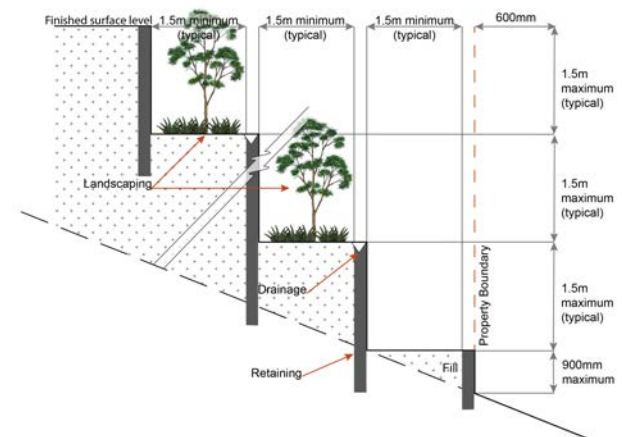 Finished surface level
1.5m minimum
(typical)
1.5m minimum
(typical)
1.5m minimum
(typical)
600mm
1.5m
maximum
(typical)
Landscaping
1.5m
maximum
(typical)
Drainage
Property Boundary
1.5m
maximum
(typical)
Retaining
Fill
900mm
maximum